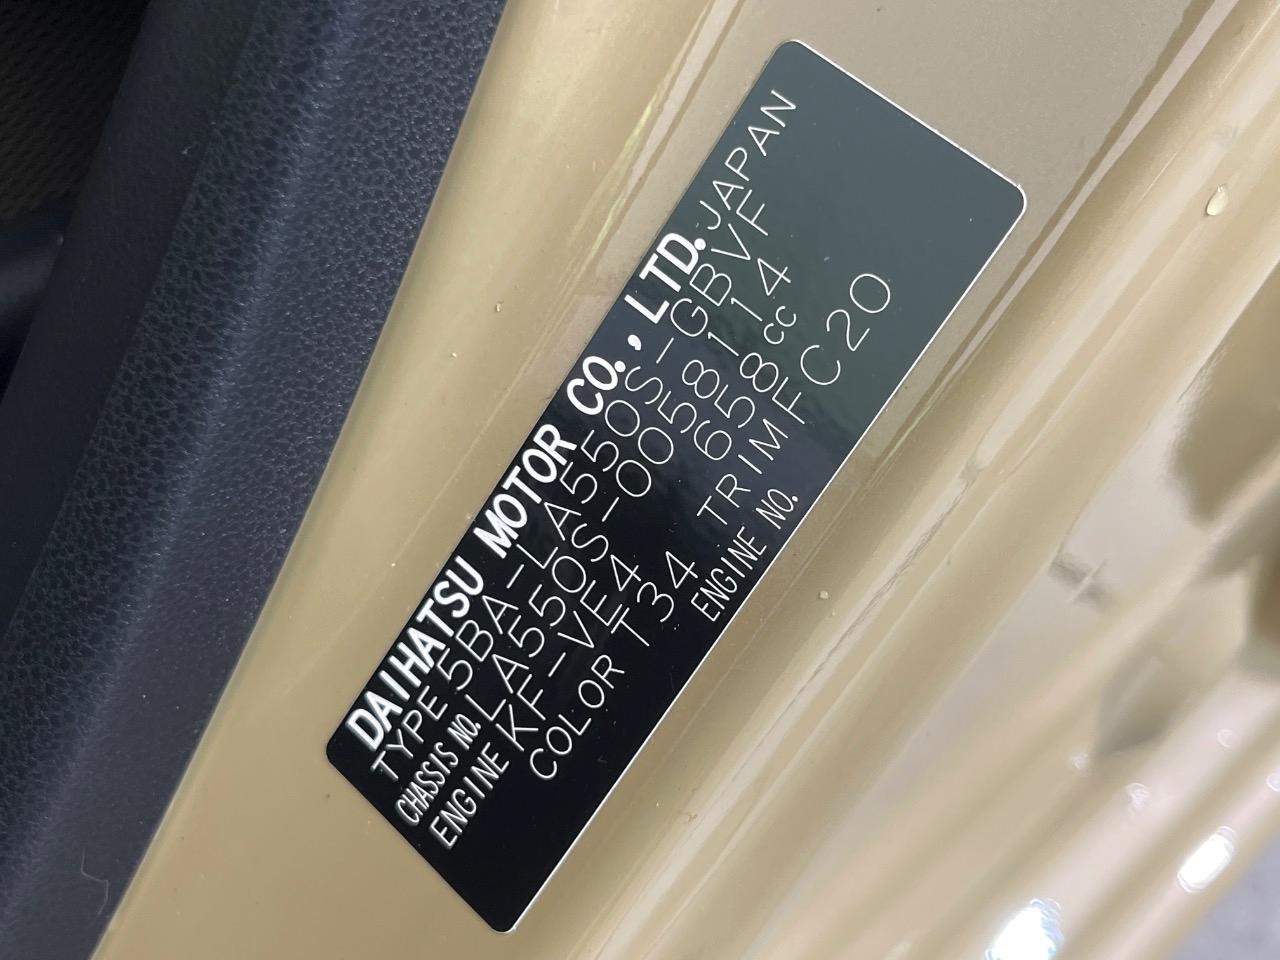 DAIHATSU MOTOR CO., LTD. JAPAN
TYPE 5BA-LA550S-GBVF
CHASSIS NO. LA550S-0058114
ENGINE KF-VE4 658cc
COLOR T34 TRIM FC20
ENGINE NO.